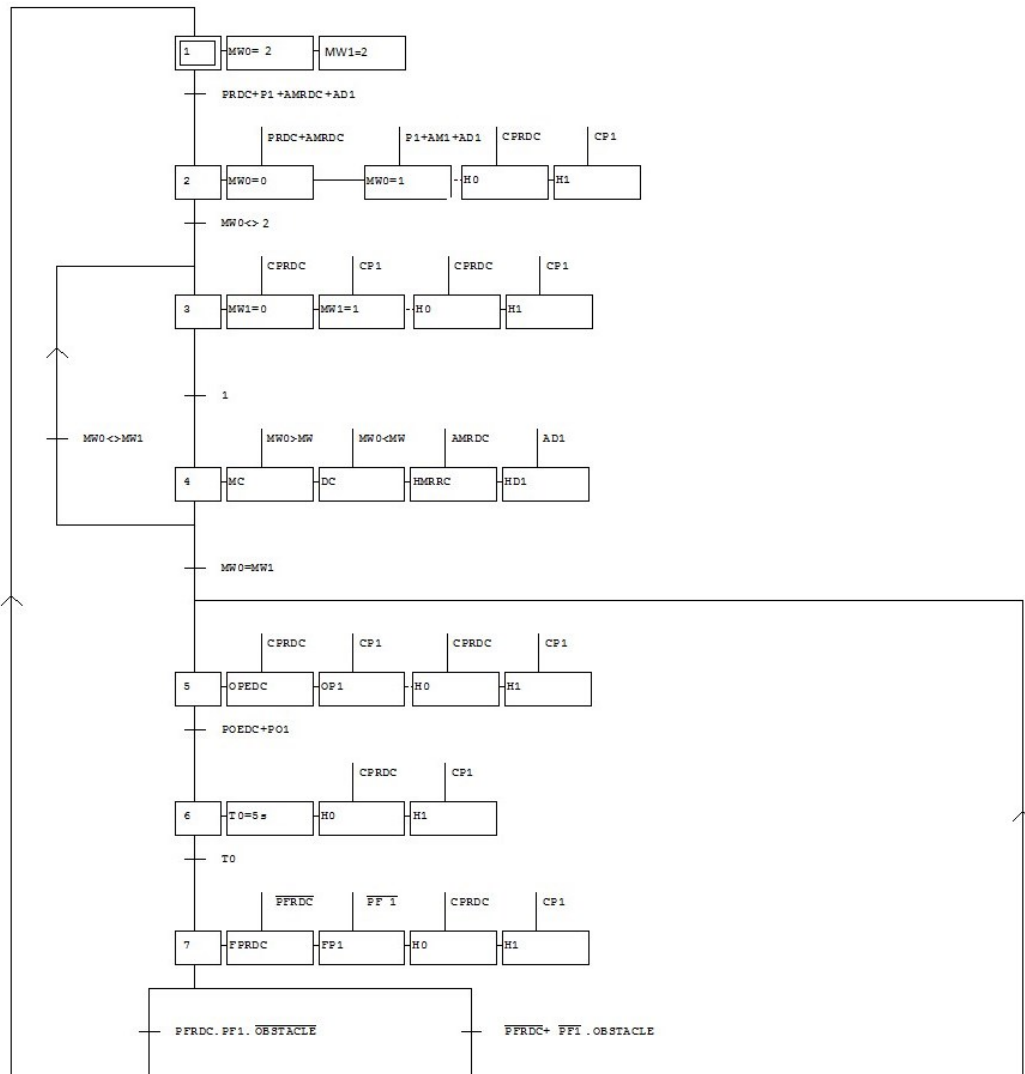 1 MW0= 2 MW1=2
PRDC+P1+AMRDC+AD1
PRDC+AMRDC P1+AM1+AD1 CPRDC CP1
2 MW0=0 MW0=1 H0 H1
MW0<> 2
CPRDC CP1 CPRDC CP1
3 MW1=0 MW1=1 H0 H1
1
MW0<>MW1 MW0>MW MW0<MW AMRDC AD1
4 MC DC HMRRC HD1
MW0=MW1
CPRDC CP1 CPRDC CP1
5 OPEDC OP1 H0 H1
POEDC+PO1
CPRDC CP1
6 T0=5s H0 H1
T0
PFRDC PF 1 CPRDC CP1
7 FPRDC FP1 H0 H1
PFRDC.PF1. OBSTACLE PFRDC+ PF1 .OBSTACLE